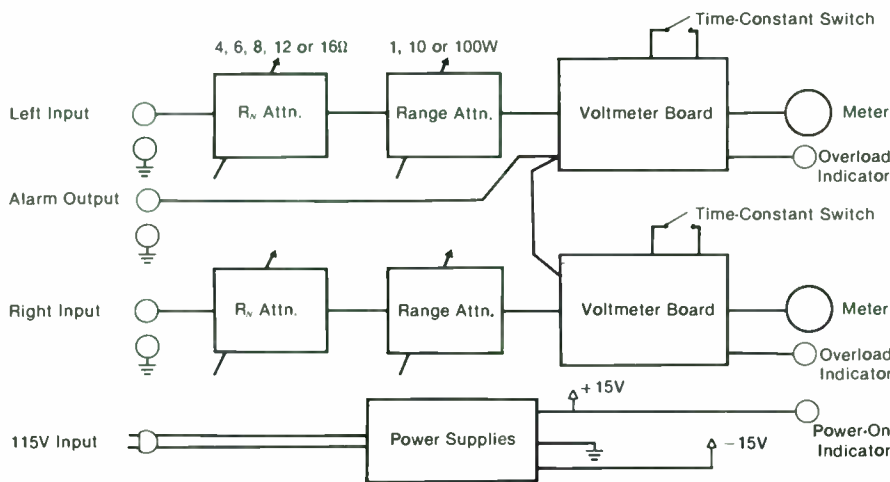 4, 6, 8, 12 or 16Ω
1, 10 or 100W
Time-Constant Switch
Left Input
R_N Attn.
Range Attn.
Voltmeter Board
Meter
Overload
Indicator
Alarm Output
Time-Constant Switch
Right Input
R_N Attn.
Range Attn.
Voltmeter Board
Meter
Overload
Indicator
+15V
115V Input
Power Supplies
-15V
Power-On
Indicator